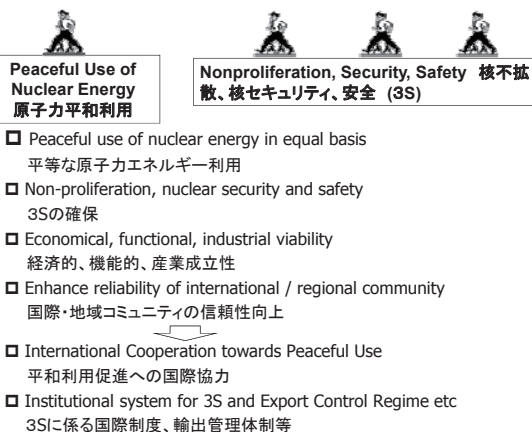 Peaceful Use of
Nuclear Energy
原子力平和利用
Nonproliferation, Security, Safety 核不拡
散、核セキュリティ、安全 (3S)
Peaceful use of nuclear energy in equal basis
平等な原子力エネルギー利用
Non-proliferation, nuclear security and safety
3Sの確保
Economical, functional, industrial viability
経済的、機能的、産業成立性
Enhance reliability of international / regional community
国際・地域コミュニティの信頼性向上
International Cooperation towards Peaceful Use
平和利用促進への国際協力
Institutional system for 3S and Export Control Regime etc
3Sに係る国際制度、輸出管理体制等